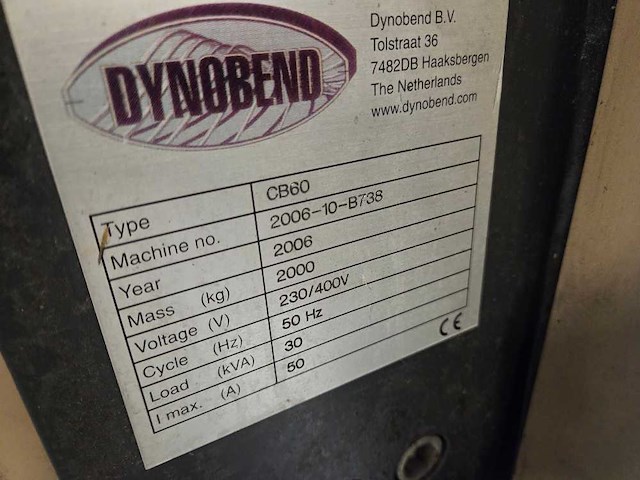 DYNOBEND
Dynobend B.V.
Tolstraat 36
7482DB Haaksbergen
The Netherlands
www.dynobend.com
Type CB60
Machine no. 2006-10-B738
Year 2006
Mass (kg) 2000
Voltage (V) 230/400V
Cycle (Hz) 50 Hz
Load (kVA) 30
I max. (A) 50
CE